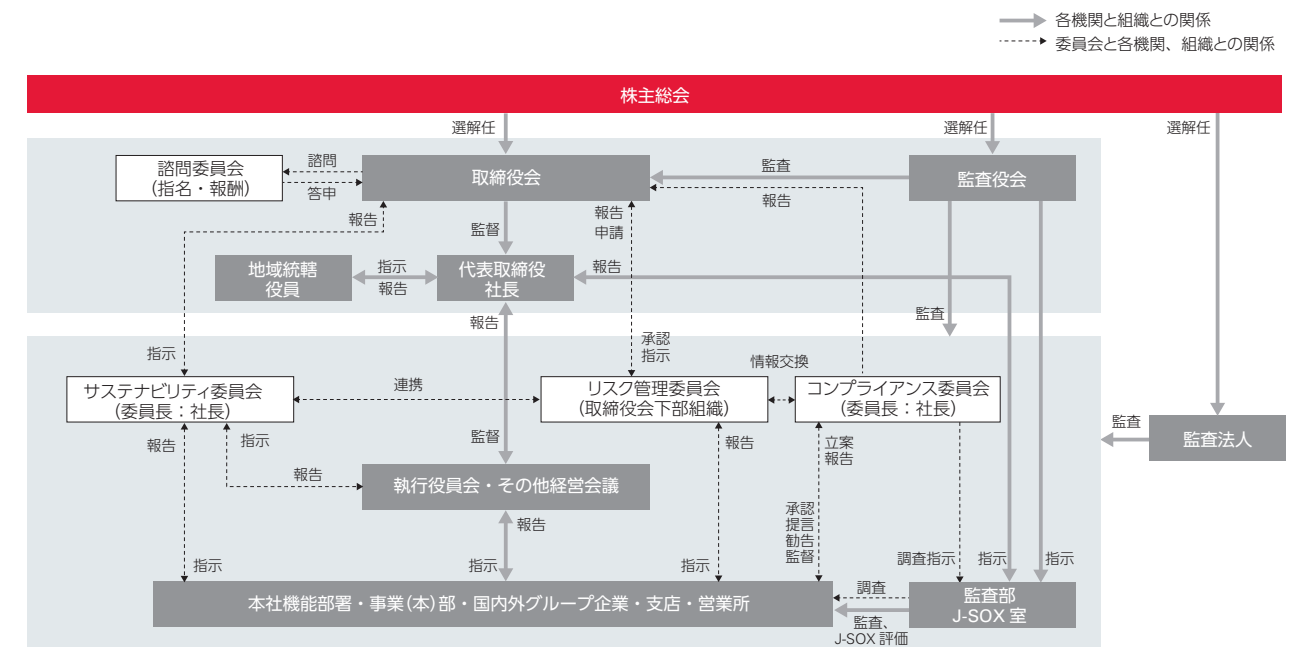 各機関と組織との関係
委員会と各機関、組織との関係
株主総会
選解任
選解任
選解任
諮問委員会
(指名・報酬)
諮問
答申
取締役会
監査
監査役会
報告
報告
報告
申請
監督
地域統轄
役員
指示
報告
代表取締役
社長
報告
監査
報告
指示
承認
指示
情報交換
サステナビリティ委員会
(委員長:社長)
連携
リスク管理委員会
(取締役会下部組織)
コンプライアンス委員会
(委員長:社長)
監査
監査法人
報告
指示
監督
報告
立案
報告
報告
執行役員会・その他経営会議
報告
承認
提言
勧告
監督
指示
指示
指示
調査指示
指示
指示
本社機能部署・事業(本)部・国内外グループ企業・支店・営業所
調査
監査、
J-SOX 評価
監査部
J-SOX 室